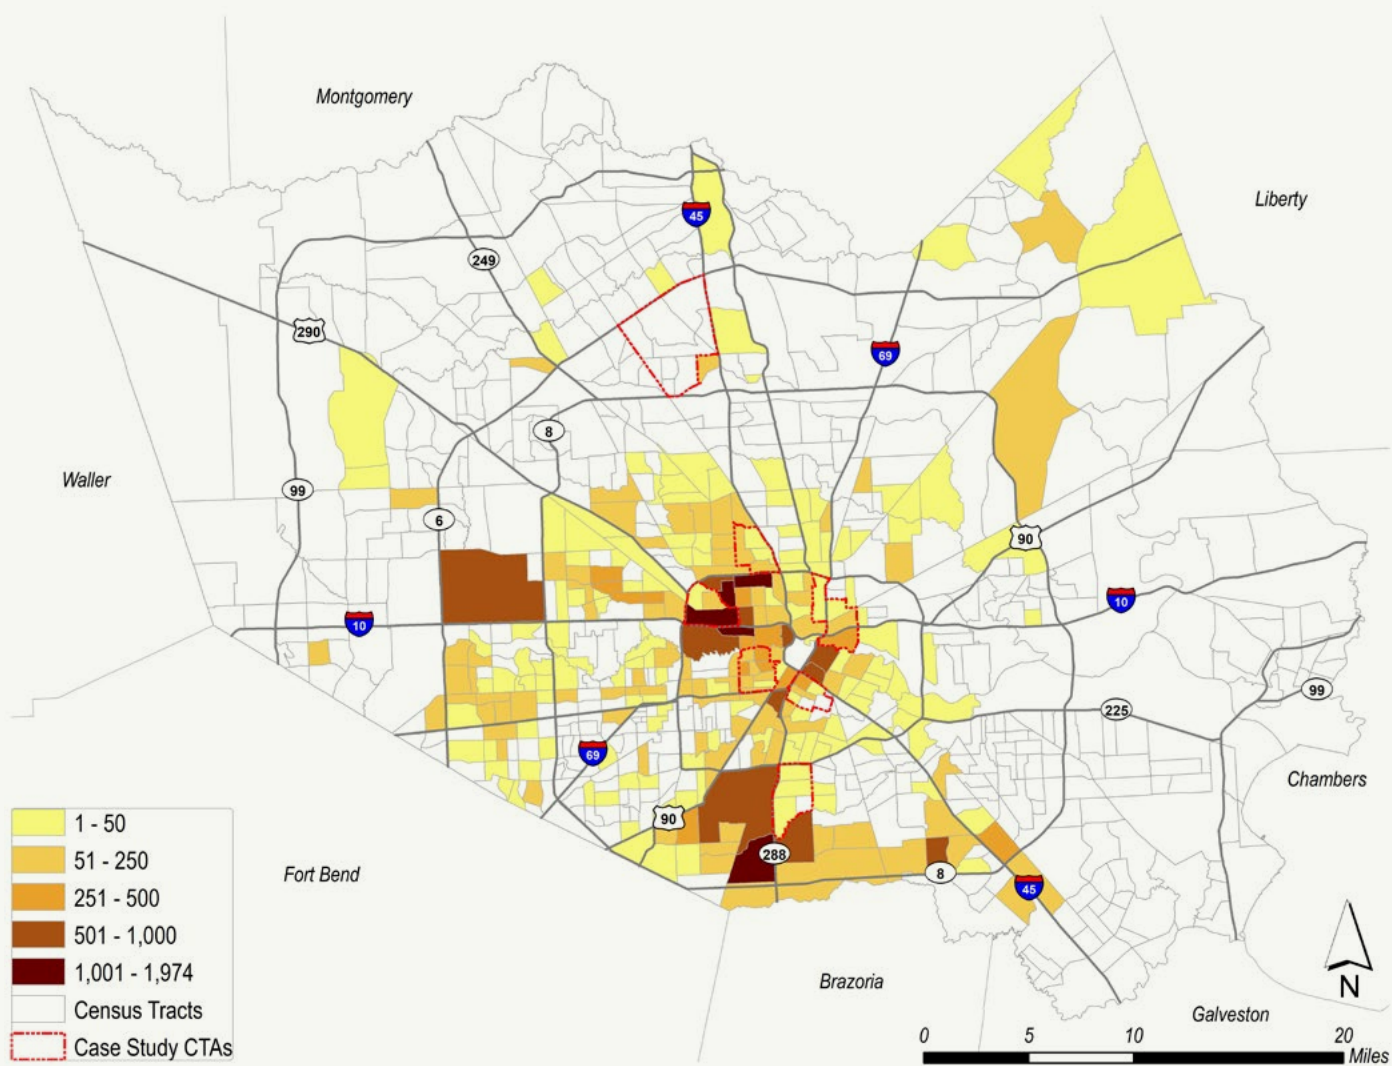 Montgomery
Liberty
45
249
290
69
8
Waller
99
6
90
10
10
99
225
69
Chambers
90
288
8
45
Fort Bend
Brazoria
Galveston
1 - 50
51 - 250
251 - 500
501 - 1,000
1,001 - 1,974
Census Tracts
Case Study CTAs
N
0 5 10 20
Miles